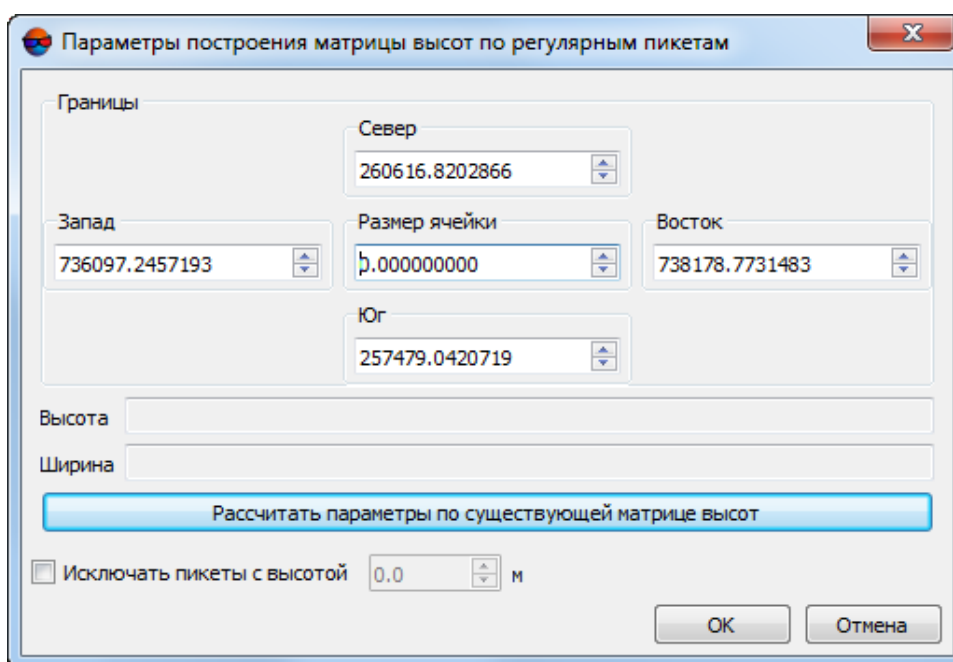 Параметры построения матрицы высот по регулярным пикетам
Границы
Север
260616.8202866
Запад
736097.2457193
Размер ячейки
0.000000000
Восток
738178.7731483
Юг
257479.0420719
Высота
Ширина
Рассчитать параметры по существующей матрице высот
Исключать пикеты с высотой 0.0 м
OK Отмена